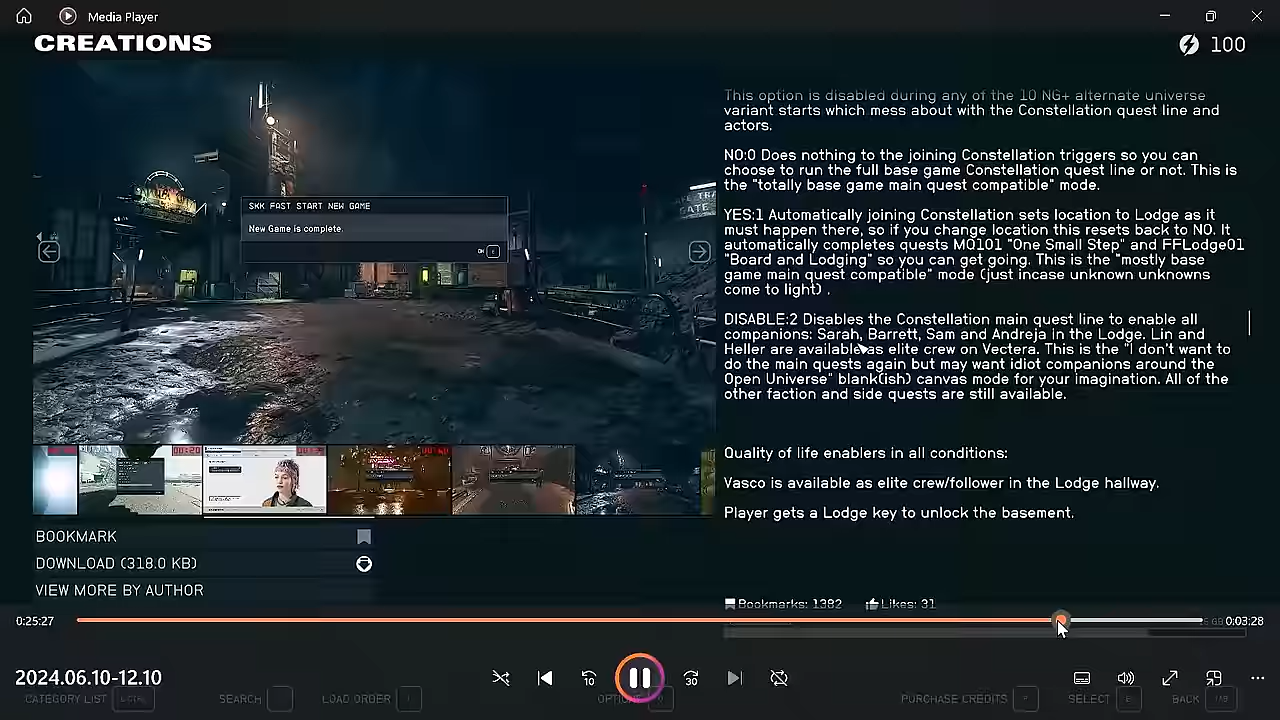 Media Player
CREATIONS
100
This option is disabled during any of the 10 NG+ alternate universe
variant starts which mess about with the Constellation quest line and
actors.
NO:0 Does nothing to the joining Constellation triggers so you can
choose to run the full base game Constellation quest line or not. This is
the "totally base game main quest compatible" mode.
YES:1 Automatically joining Constellation sets location to Lodge as it
must happen there, so if you change location this resets back to NO. It
automatically completes quests MQ101 "One Small Step" and FFLodge01
"Board and Lodging" so you can get going. This is the "mostly base
game main quest compatible" mode (just incase unknown unknowns
come to light) .
DISABLE:2 Disables the Constellation main quest line to enable all
companions: Sarah, Barrett, Sam and Andreja in the Lodge. Lin and
Heller are available as elite crew on Vectera. This is the "I don't want to
do the main quests again but may want idiot companions around the
Open Universe" blank(ish) canvas mode for your imagination. All of the
other faction and side quests are still available.
Quality of life enablers in all conditions:
Vasco is available as elite crew/follower in the Lodge hallway.
Player gets a Lodge key to unlock the basement.
SKK FAST START NEW GAME
New Game is complete.
OK
BOOKMARK
DOWNLOAD (318.0 KB)
VIEW MORE BY AUTHOR
Bookmarks: 1382 Likes: 31
0:25:27
0:03:28
2024.06.10-12.10
10
30
CATEGORY LIST
SEARCH
LOAD ORDER
PURCHASE CREDITS
SELECT
BACK